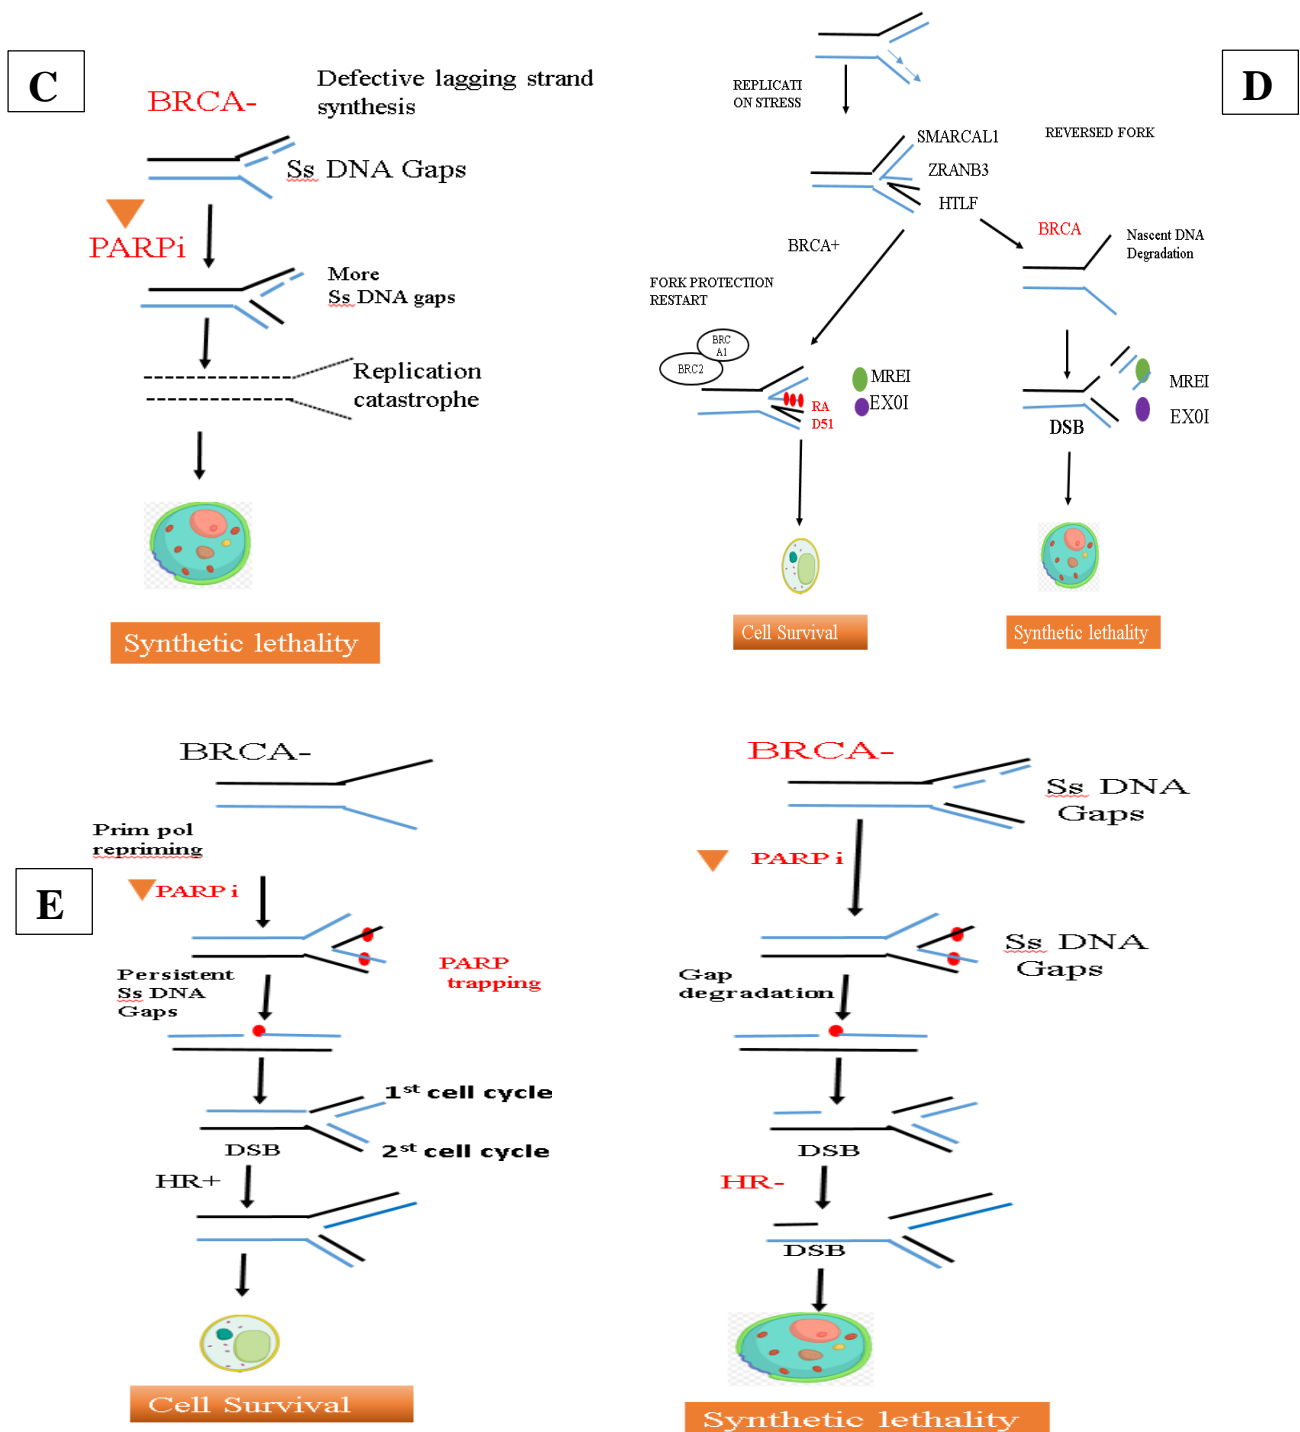 C
BRCA-
Defective lagging strand
synthesis
Ss DNA Gaps
PARPi
More
Ss DNA gaps
Replication
catastrophe
Synthetic lethality
D
REPLICATI
ON STRESS
SMARCAL1
REVERSED FORK
ZRANB3
HTLF
BRCA+
BRCA
Nascent DNA
Degradation
FORK PROTECTION
RESTART
BRC
A1
BRC2
MREI
EX0I
RA
D51
MREI
EX0I
DSB
Cell Survival
Synthetic lethality
E
BRCA-
Prim pol
repriming
PARP i
PARP
trapping
Persistent
Ss DNA
Gaps
1st cell cycle
DSB
2st cell cycle
HR+
Cell Survival
BRCA-
Ss DNA
Gaps
PARP i
Ss DNA
Gaps
Gap
degradation
DSB
HR-
DSB
Synthetic lethality